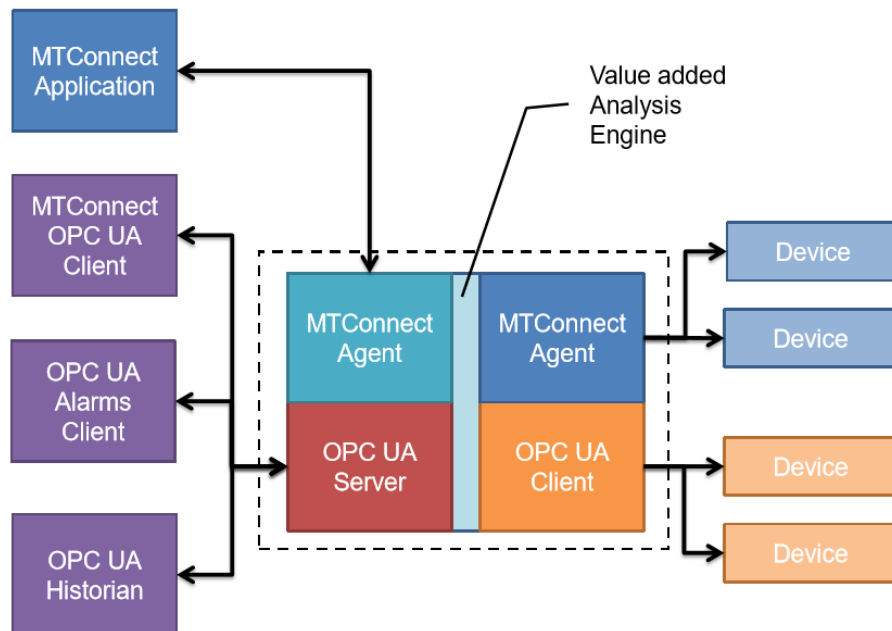 MTConnect
Application
Value added
Analysis
Engine
MTConnect
OPC UA
Client
OPC UA
Alarms
Client
OPC UA
Historian
MTConnect
Agent
MTConnect
Agent
OPC UA
Server
OPC UA
Client
Device
Device
Device
Device